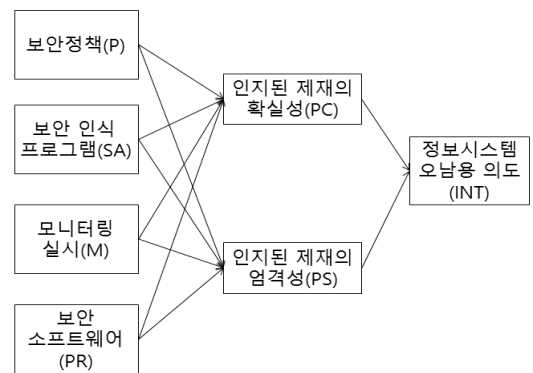 보안정책(P)
보안 인식
프로그램(SA)
모니터링
실시(M)
보안
소프트웨어
(PR)
인지된 제재의
확실성(PC)
인지된 제재의
엄격성(PS)
정보시스템
오남용 의도
(INT)